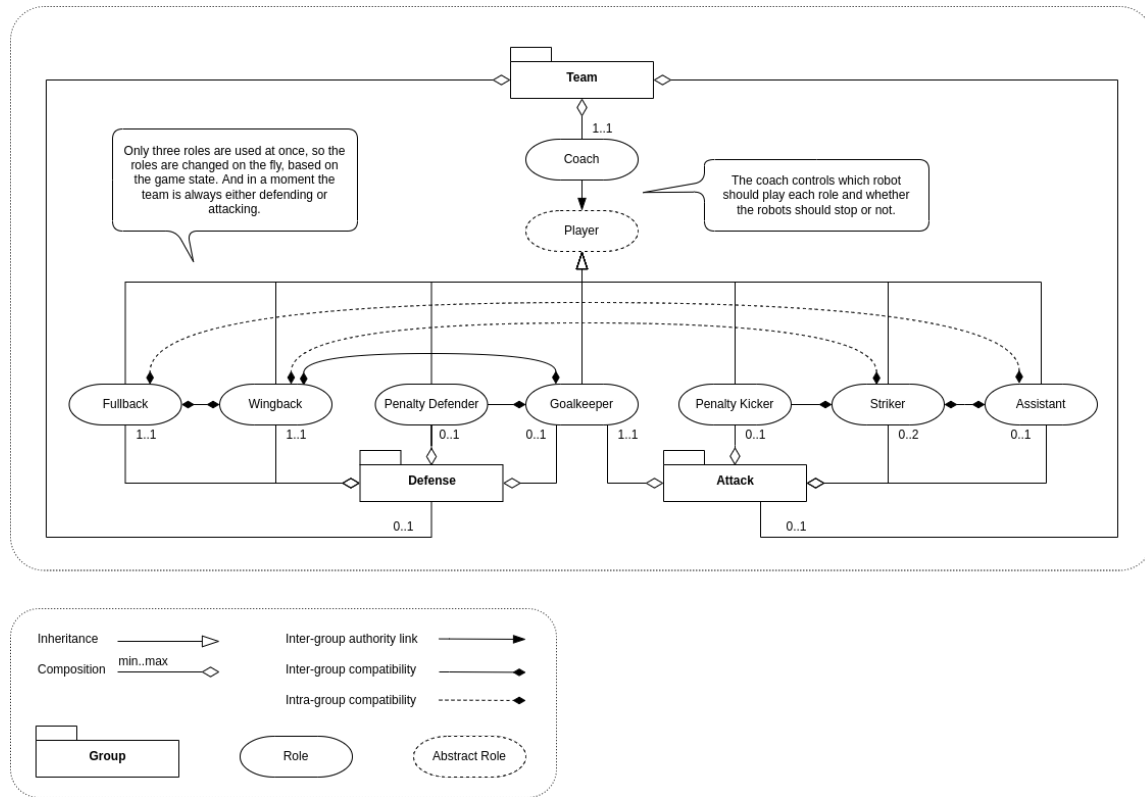 Team
1..1
Coach
Only three roles are used at once, so the
roles are changed on the fly, based on
the game state. And in a moment the
team is always either defending or
attacking.
The coach controls which robot
should play each role and whether
the robots should stop or not.
Player
Fullback
Wingback
Penalty Defender
Goalkeeper
Penalty Kicker
Striker
Assistant
1..1
1..1
0..1
0..1
1..1
0..1
0..2
0..1
Defense
Attack
0..1
0..1
Inheritance
Composition
min..max
Inter-group authority link
Inter-group compatibility
Intra-group compatibility
Group
Role
Abstract Role